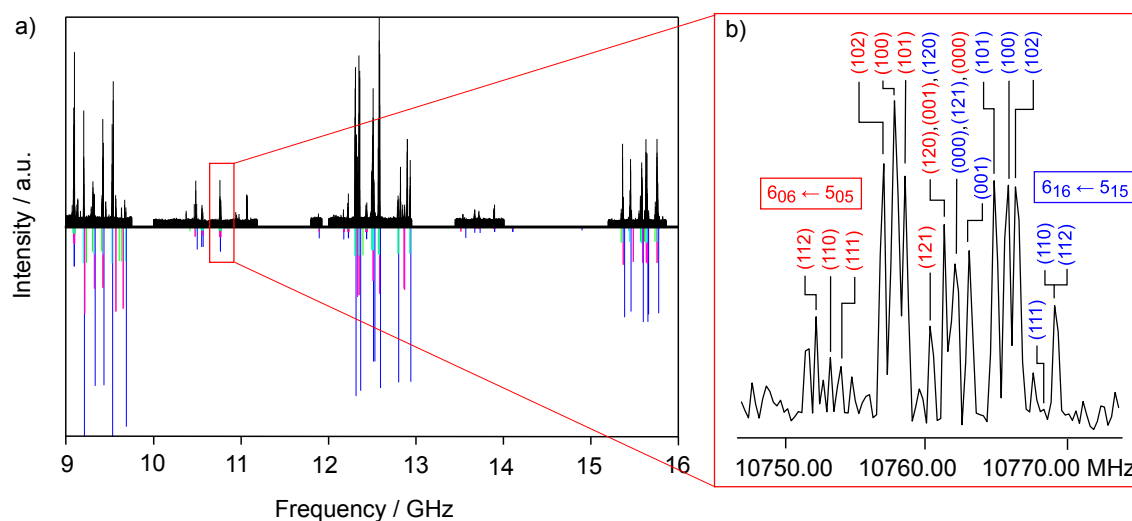 a)
Intensity / a.u.
9 10 11 12 13 14 15 16
Frequency / GHz
b)
(102) (100) (101) (120),(001),(120) (000),(121),(000) (101) (100) (102)
(001)
6₀₆ ← 5₀₅
6₁₆ ← 5₁₅
(112) (110) (111) (121) (111) (110) (112)
10750.00 10760.00 10770.00 MHz